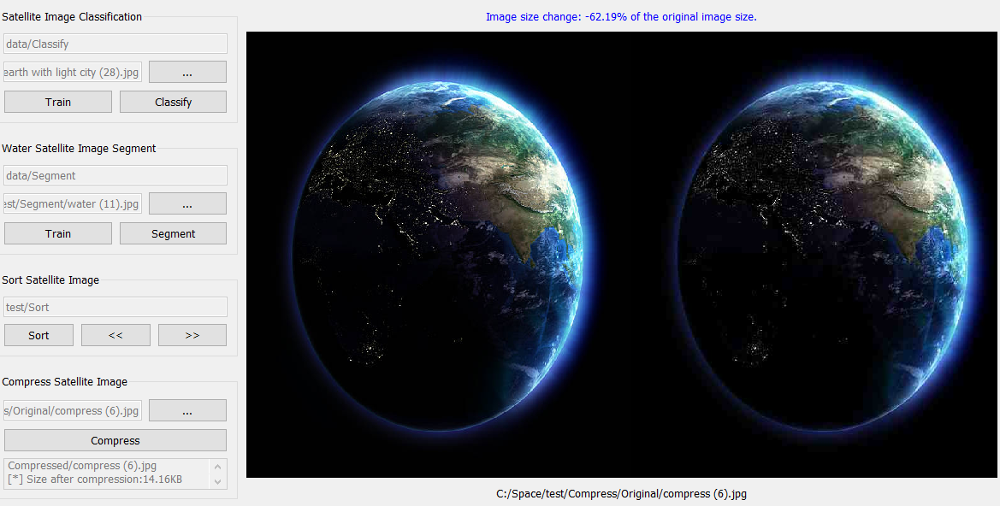 Satellite Image Classification
data/Classify
earth with light city (28).jpg ...
Train Classify
Water Satellite Image Segment
data/Segment
est/Segment/water (11).jpg ...
Train Segment
Sort Satellite Image
test/Sort
Sort << >>
Compress Satellite Image
s/Original/compress (6).jpg ...
Compress
Compressed/compress (6).jpg
[*] Size after compression:14.16KB
Image size change: -62.19% of the original image size.
C:/Space/test/Compress/Original/compress (6).jpg